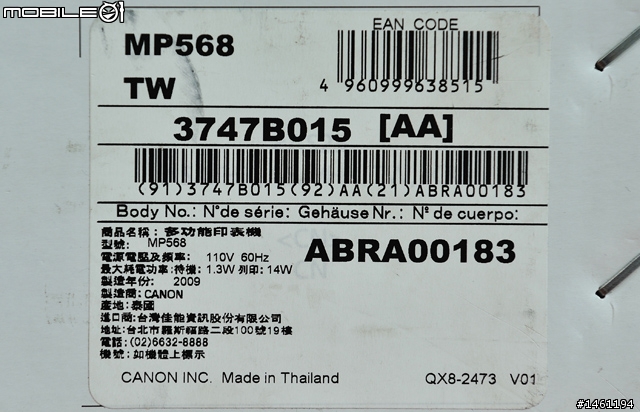 MOBILE01
MP568
TW
EAN CODE
4 960999638515
3747B015 [AA]
(91)3747B015(92)AA(21)ABRA00183
Body No.: N°de série: Gehäuse Nr.: Nº de cuerpo:
商品名稱: 多功能印表機
型號: MP568
電源電壓及頻率: 110V 60Hz
最大耗電功率:待機: 1.3W 列印: 14W
製造年份: 2009
製造商: CANON
產地: 泰國
進口商: 台灣佳能資訊股份有限公司
地址: 台北市羅斯福路二段100號19樓
電話: (02)6632-8888
機號: 如機體上標示
ABRA00183
CANON INC. Made in Thailand
QX8-2473 V01
#1461194